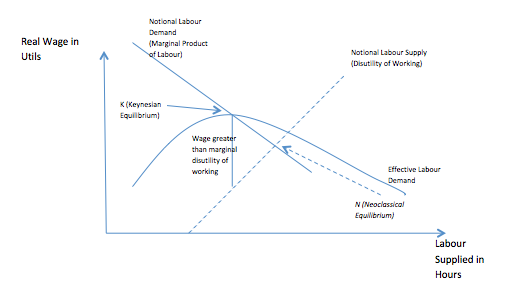 Notional Labour
Demand
(Marginal Product
of Labour)
Real Wage in
Utils
Notional Labour Supply
(Disutility of Working)
K (Keynesian
Equilibrium)
Wage greater
than marginal
disutility of
working
Effective Labour
Demand
N (Neoclassical
Equilibrium)
Labour
Supplied in
Hours